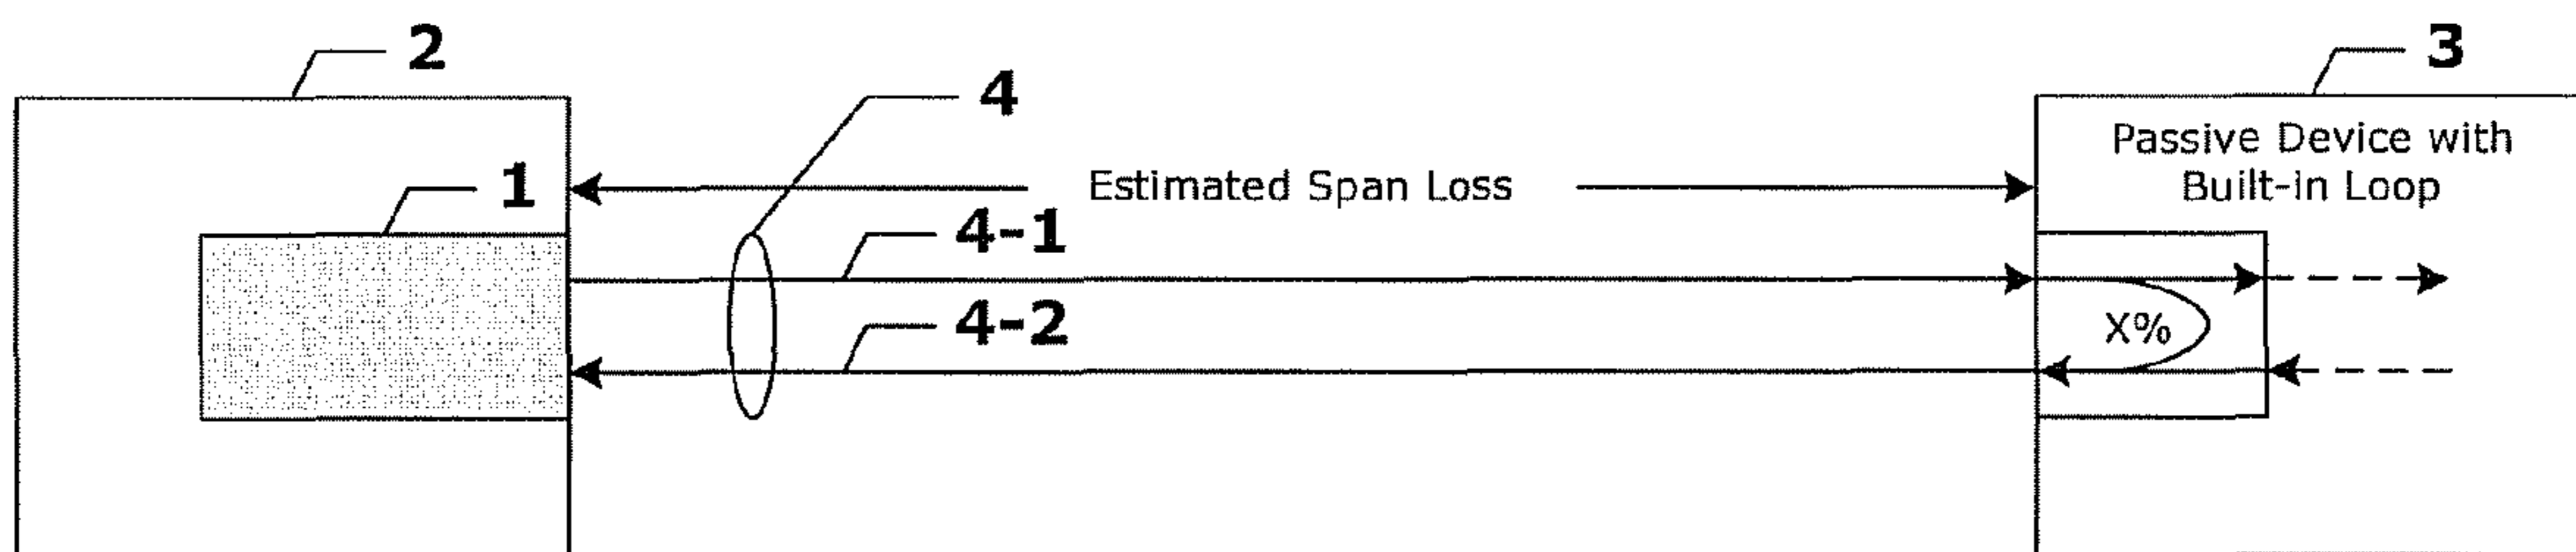 2
3
4
Passive Device with
Built-In Loop
1
Estimated Span Loss
4-1
4-2
X%